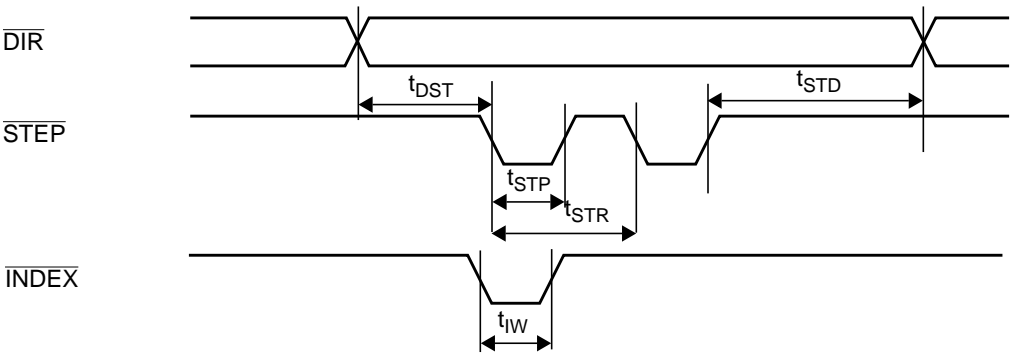 DIR
tDST
tSTD
STEP
tSTP
tSTR
INDEX
tIW